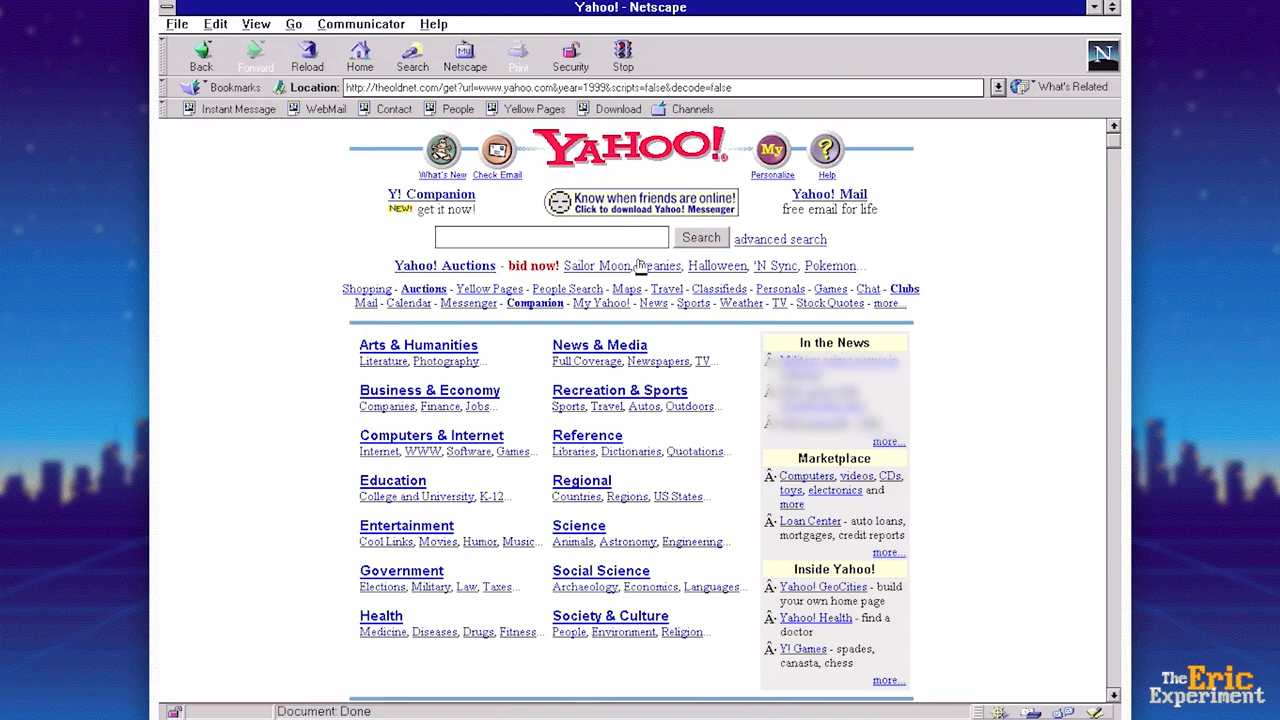 Yahoo! - Netscape
File Edit View Go Communicator Help
Back Forward Reload Home Search Netscape Print Security Stop
My
N
Bookmarks Location: http://theoldnet.com/get?url=www.yahoo.com&year=1999&scripts=false&decode=false What's Related
Instant Message WebMail Contact People Yellow Pages Download Channels
YAHOO!
My ?
What's New Check Email Personalize Help
Y! Companion Know when friends are online! Yahoo! Mail
NEW! get it now! Click to download Yahoo! Messenger free email for life
Search advanced search
Yahoo! Auctions - bid now! Sailor Moon, Halloween, 'N Sync, Pokemon...
Shopping - Auctions - Yellow Pages - People Search - Maps - Travel - Classifieds - Personals - Games - Chat - Clubs
Mail - Calendar - Messenger - Companion - My Yahoo! - News - Sports - Weather - TV - Stock Quotes - more...
Arts & Humanities
Literature, Photography...
Business & Economy
Companies, Finance, Jobs...
Computers & Internet
Internet, WWW, Software, Games...
Education
College and University, K-12...
Entertainment
Cool Links, Movies, Humor, Music...
Government
Elections, Military, Law, Taxes...
Health
Medicine, Diseases, Drugs, Fitness...
News & Media
Full Coverage, Newspapers, TV...
Recreation & Sports
Sports, Travel, Autos, Outdoors...
Reference
Libraries, Dictionaries, Quotations...
Regional
Countries, Regions, US States...
Science
Animals, Astronomy, Engineering...
Social Science
Archaeology, Economics, Languages...
Society & Culture
People, Environment, Religion...
In the News
Â
Â
Â
more...
Marketplace
Â· Computers, videos, CDs,
toys, electronics and
more
Â· Loan Center - auto loans,
mortgages, credit reports
more...
Inside Yahoo!
Â· Yahoo! GeoCities - build
your own home page
Â· Yahoo! Health - find a
doctor
Â· Y! Games - spades,
canasta, chess
more...
Document: Done
The Eric
Experiment